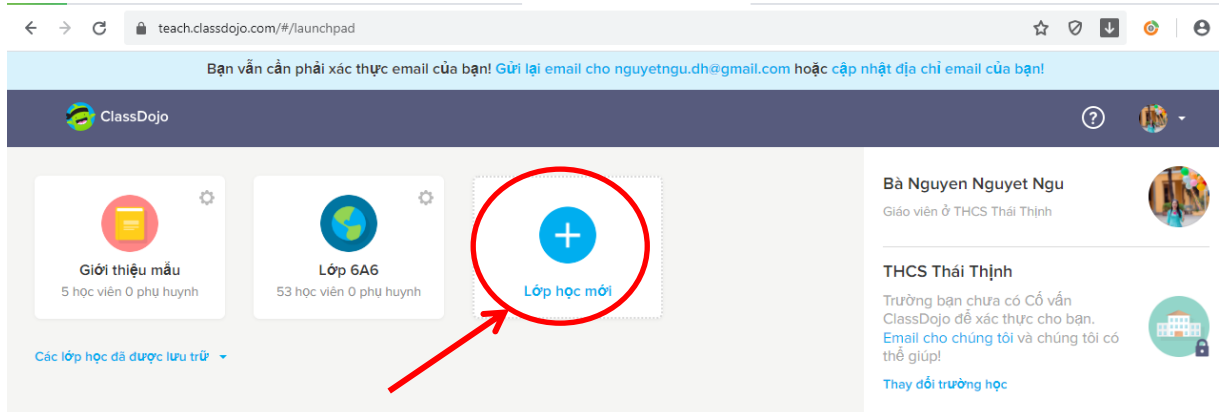 teach.classdojo.com/#/launchpad
Bạn vẫn cần phải xác thực email của bạn! Gửi lại email cho nguyetngu.dh@gmail.com hoặc cập nhật địa chỉ email của bạn!
ClassDojo
Giới thiệu mẫu
5 học viên 0 phụ huynh
Lớp 6A6
53 học viên 0 phụ huynh
Lớp học mới
Các lớp học đã được lưu trữ
Bà Nguyen Nguyet Ngu
Giáo viên ở THCS Thái Thịnh
THCS Thái Thịnh
Trường bạn chưa có Cố vấn
ClassDojo để xác thực cho bạn.
Email cho chúng tôi và chúng tôi có
thể giúp!
Thay đổi trường học